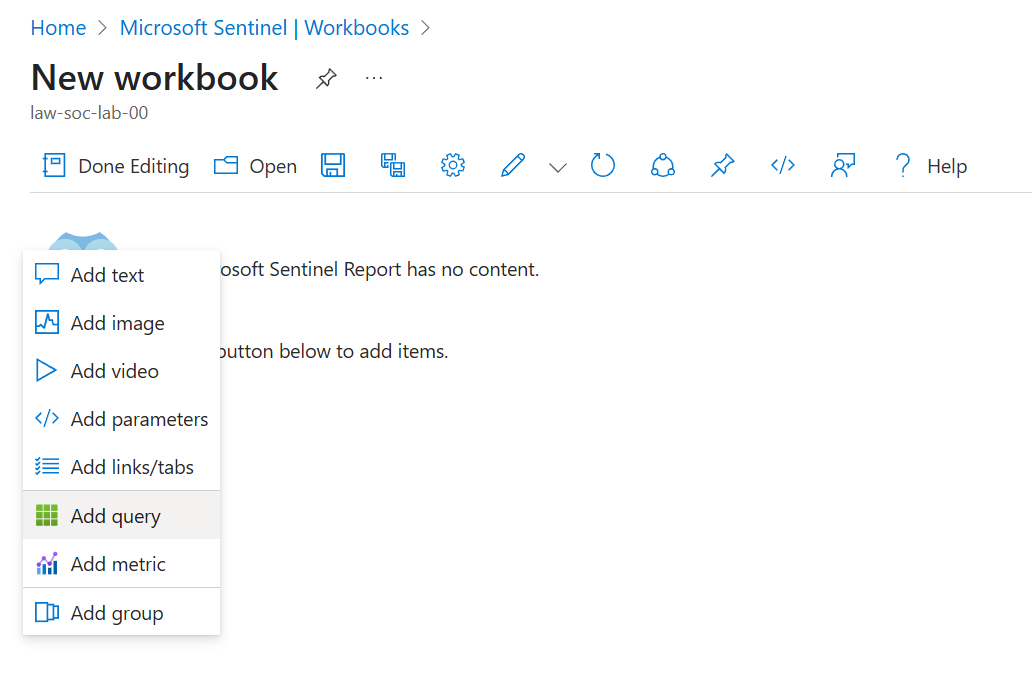 Home > Microsoft Sentinel | Workbooks >
New workbook ...
law-soc-lab-00
Done Editing Open Help
osoft Sentinel Report has no content.
button below to add items.
Add text
Add image
Add video
Add parameters
Add links/tabs
Add query
Add metric
Add group